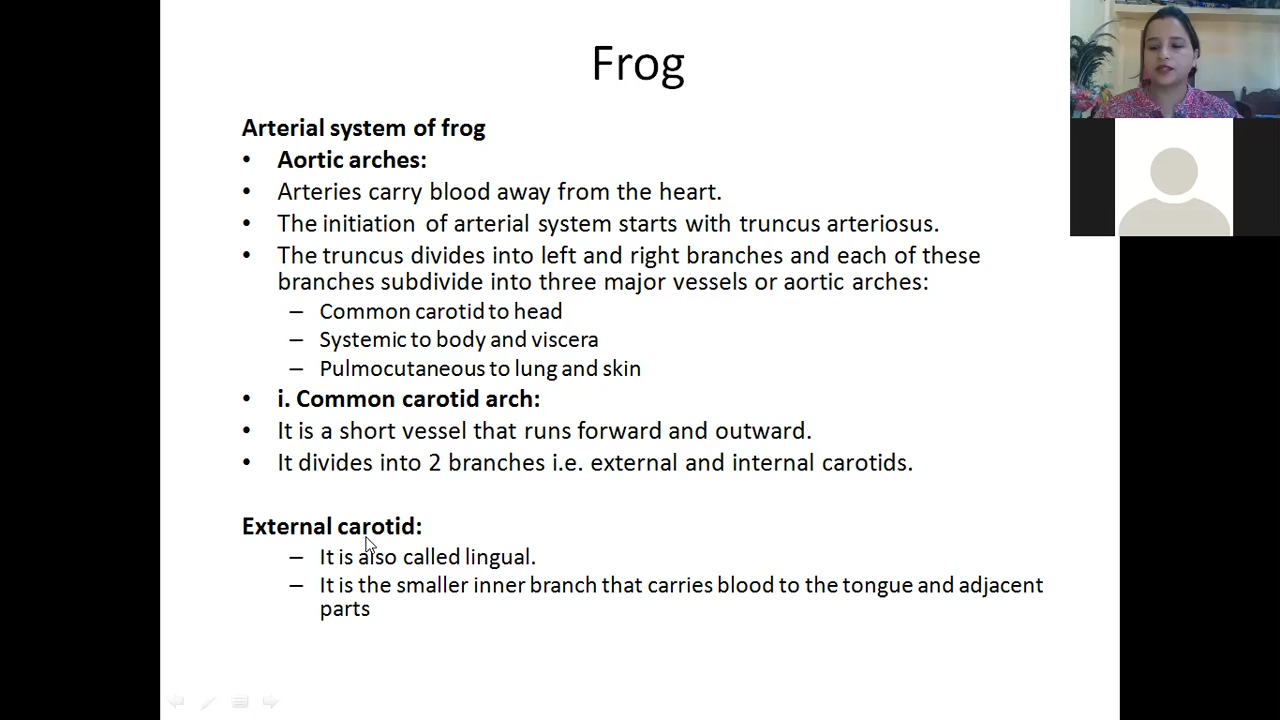 Frog
Arterial system of frog
• Aortic arches:
• Arteries carry blood away from the heart.
• The initiation of arterial system starts with truncus arteriosus.
• The truncus divides into left and right branches and each of these
branches subdivide into three major vessels or aortic arches:
– Common carotid to head
– Systemic to body and viscera
– Pulmocutaneous to lung and skin
• i. Common carotid arch:
• It is a short vessel that runs forward and outward.
• It divides into 2 branches i.e. external and internal carotids.
External carotid:
– It is also called lingual.
– It is the smaller inner branch that carries blood to the tongue and adjacent
parts